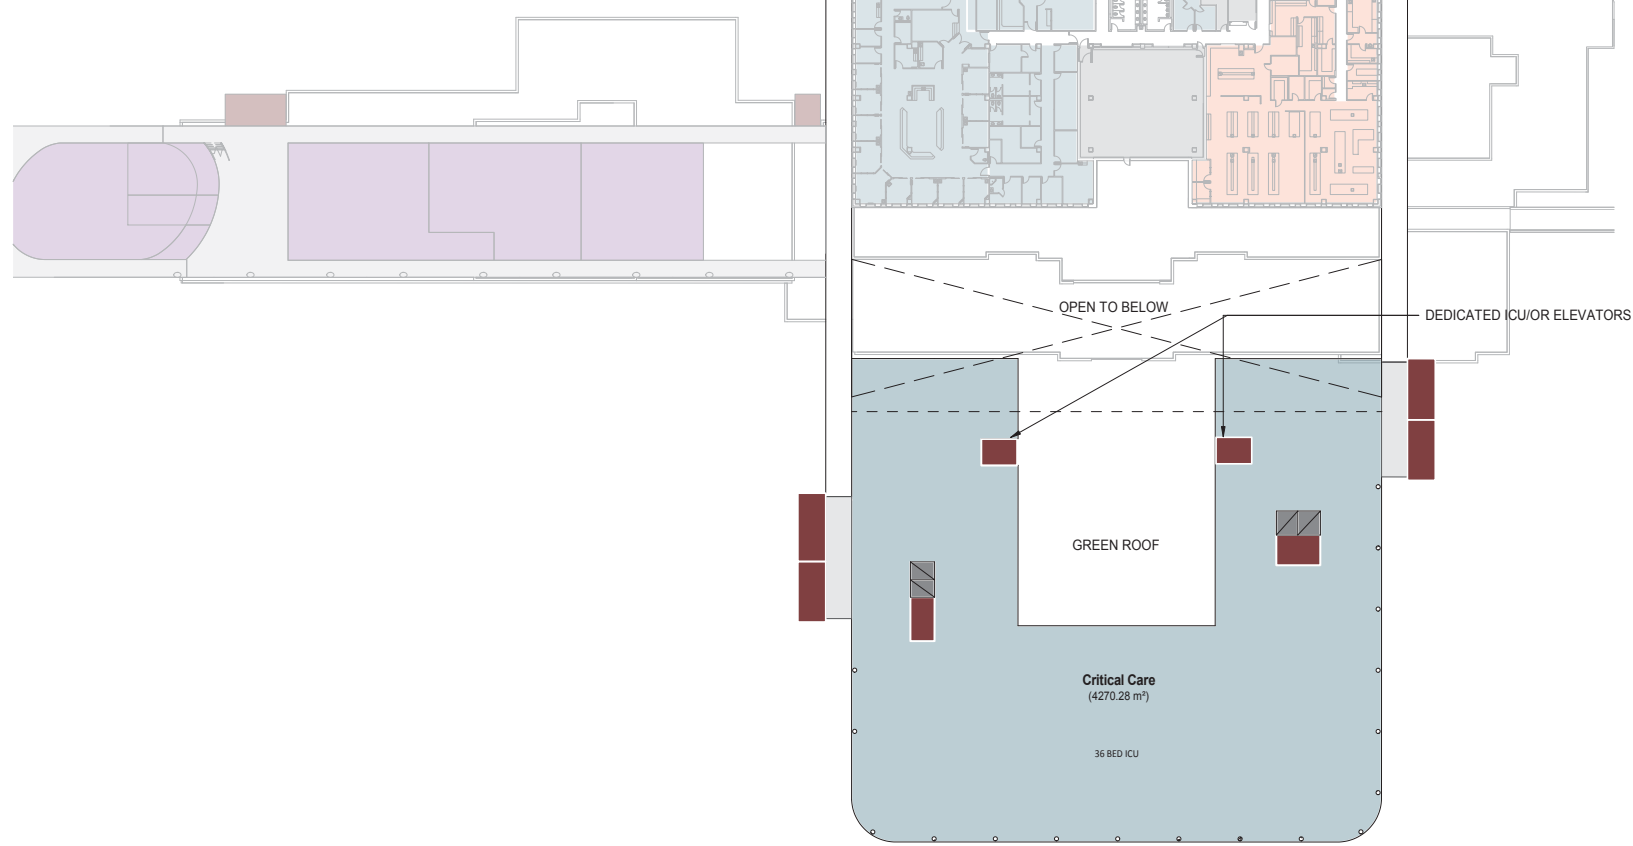 OPEN TO BELOW
DEDICATED ICU/OR ELEVATORS
GREEN ROOF
Critical Care
(4270.28 m²)
36 BED ICU